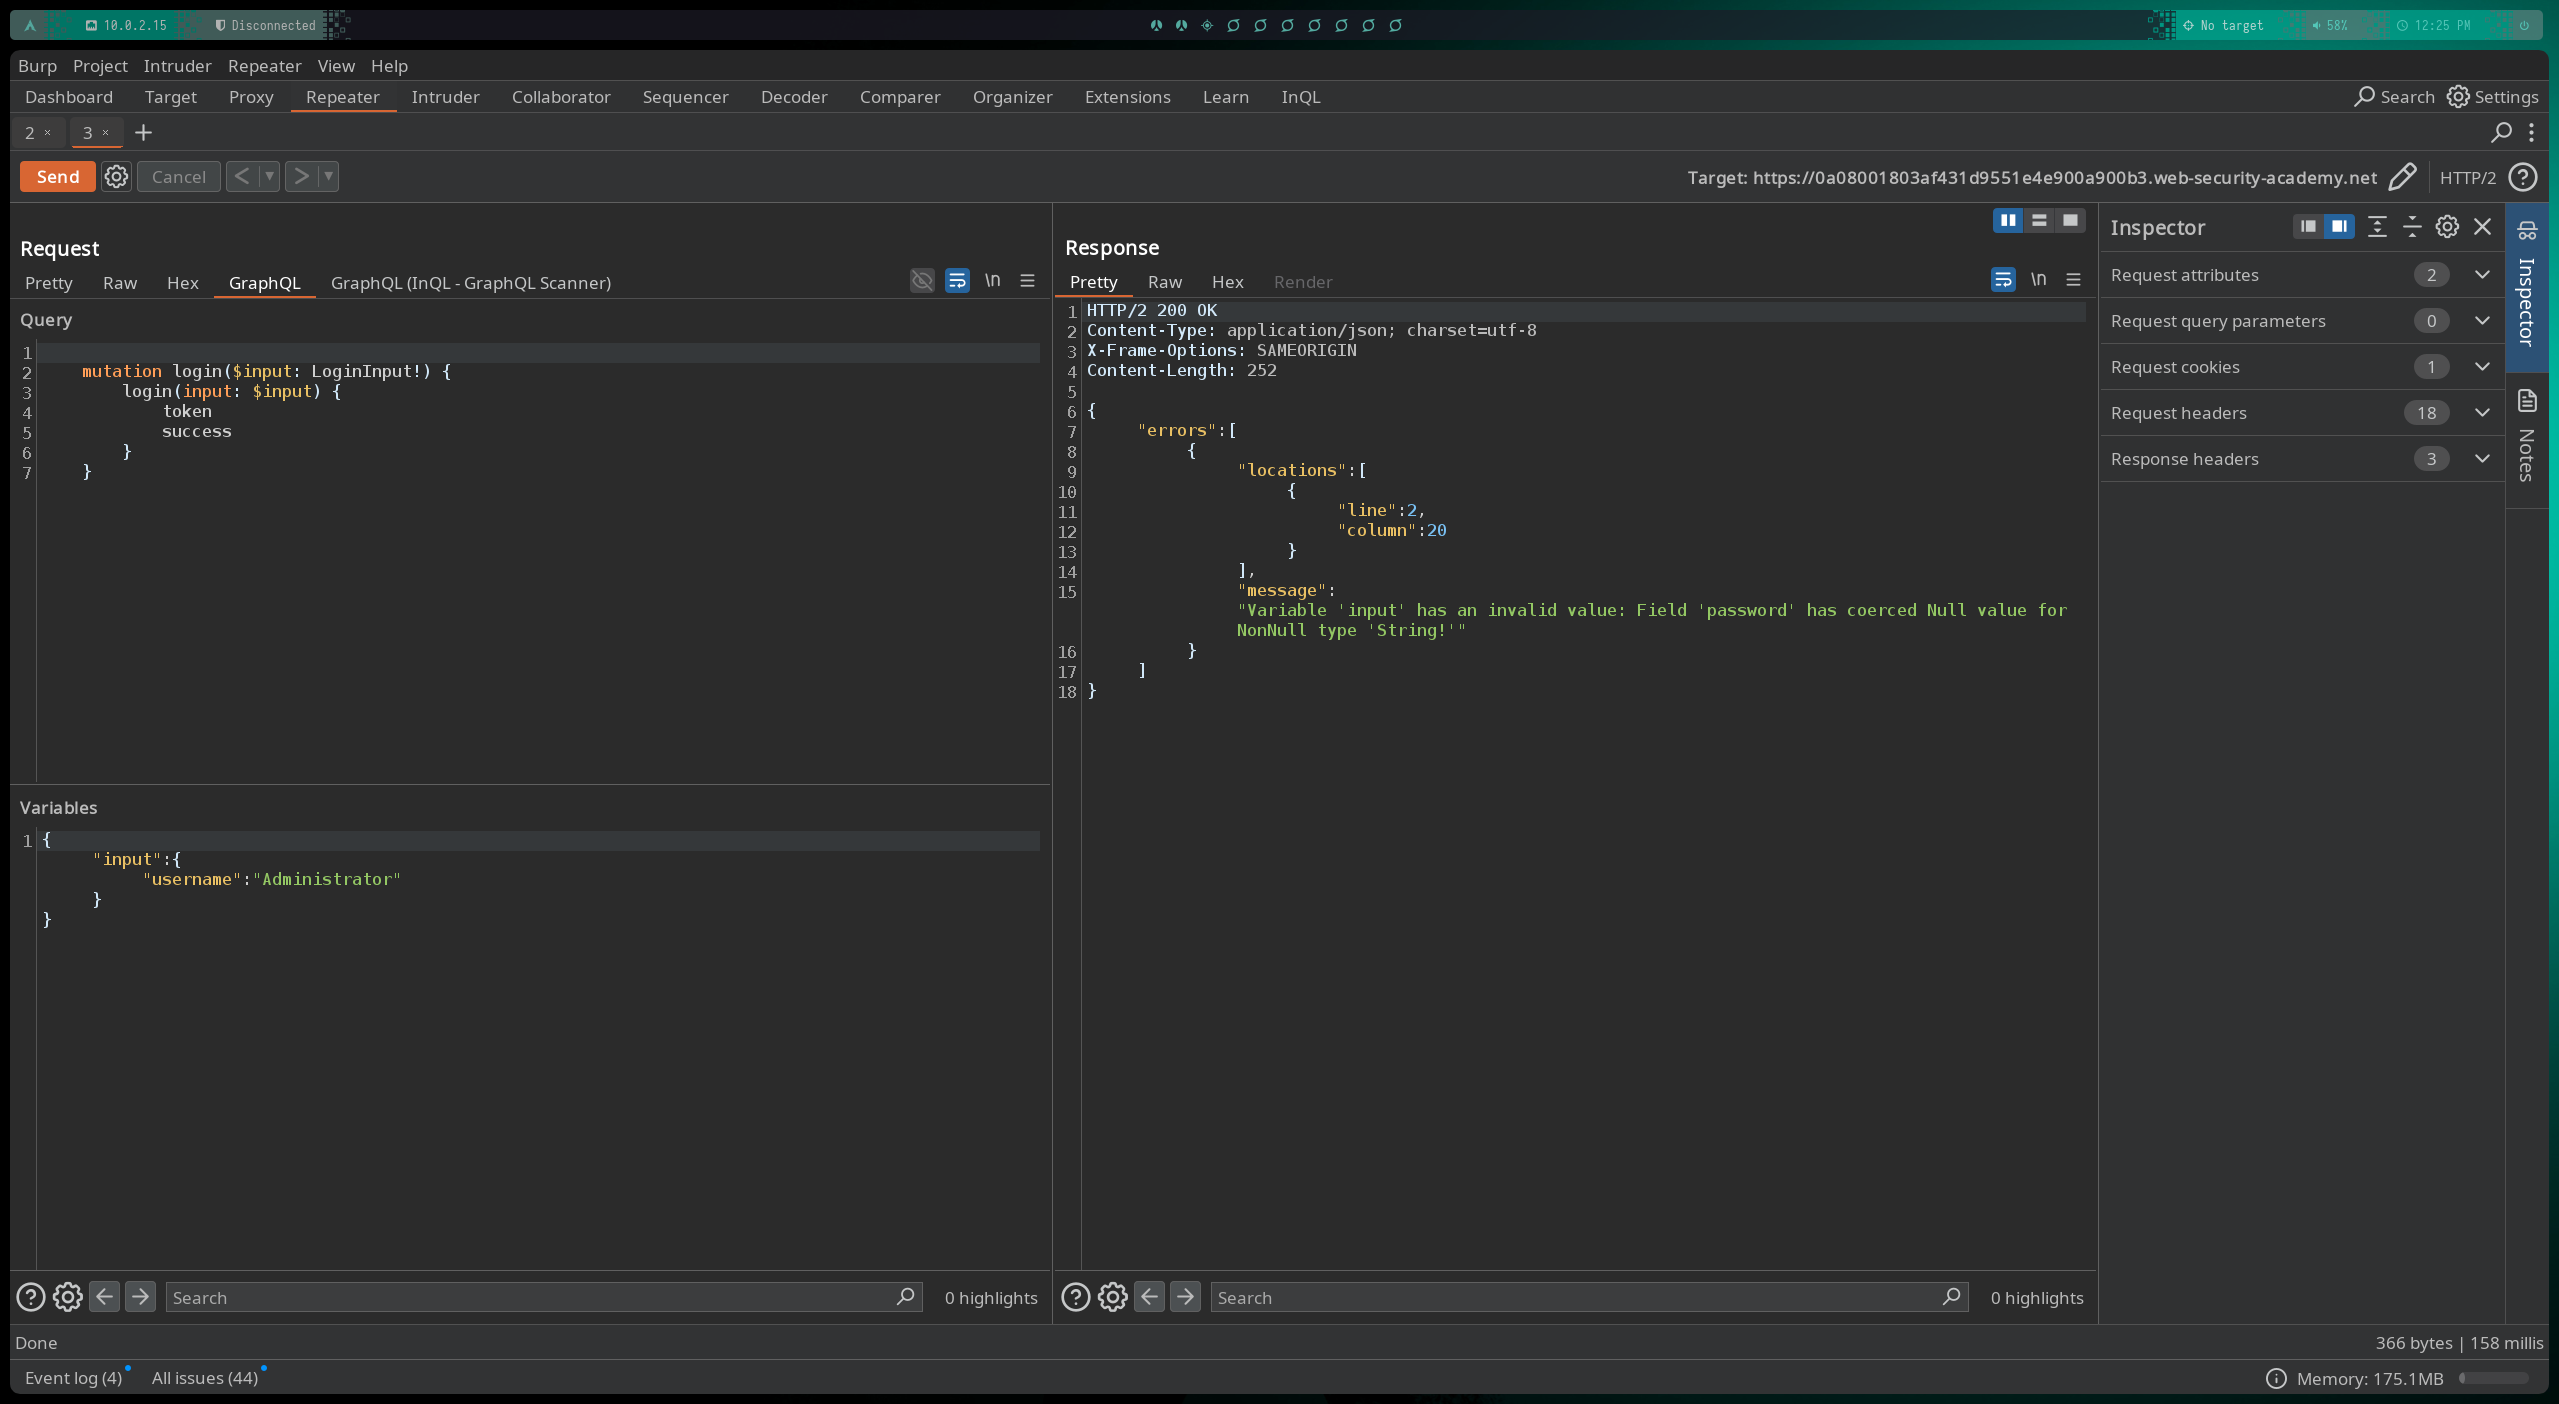 10.0.2.15 Disconnected No target 58% 12:25 PM
Burp Project Intruder Repeater View Help
Dashboard Target Proxy Repeater Intruder Collaborator Sequencer Decoder Comparer Organizer Extensions Learn InQL Search Settings
2 × 3 × +
Send Cancel < > Target: https://0a08001803af431d9551e4e900a900b3.web-security-academy.net HTTP/2
Request
Pretty Raw Hex GraphQL GraphQL (InQL - GraphQL Scanner) \n
Query
1
2 mutation login($input: LoginInput!) {
3 login(input: $input) {
4 token
5 success
6 }
7 }
Variables
1 {
"input":{
"username":"Administrator"
}
}
Search 0 highlights
Response
Pretty Raw Hex Render \n
1 HTTP/2 200 OK
2 Content-Type: application/json; charset=utf-8
3 X-Frame-Options: SAMEORIGIN
4 Content-Length: 252
5
6 {
7 "errors":[
8 {
9 "locations":[
10 {
11 "line":2,
12 "column":20
13 }
14 ],
15 "message":
"Variable 'input' has an invalid value: Field 'password' has coerced Null value for
NonNull type 'String!'"
16 }
17 ]
18 }
Search 0 highlights
Inspector
Request attributes 2
Request query parameters 0
Request cookies 1
Request headers 18
Response headers 3
Inspector
Notes
Done 366 bytes | 158 millis
Event log (4) All issues (44) Memory: 175.1MB